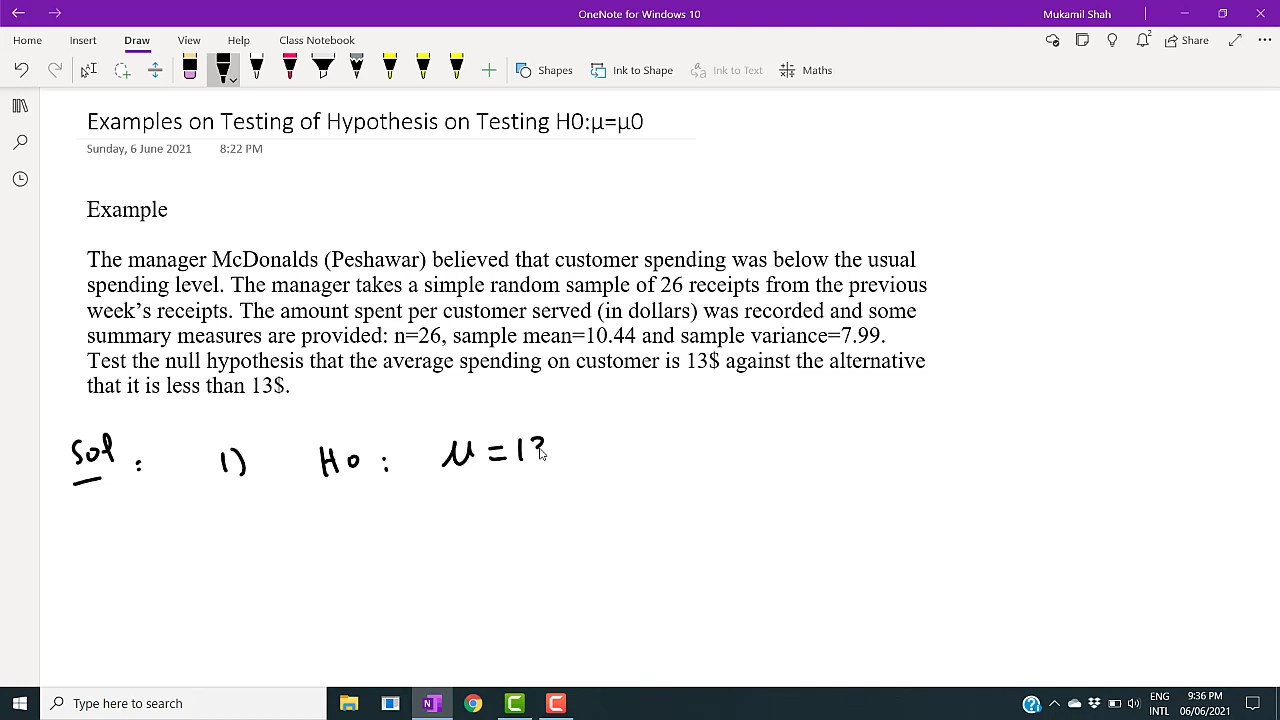 OneNote for Windows 10
Mukamil Shah
Home Insert Draw View Help Class Notebook
Share
Shapes Ink to Shape Ink to Text Maths
Examples on Testing of Hypothesis on Testing H0:μ=μ0
Sunday, 6 June 2021 8:22 PM
Example
The manager McDonalds (Peshawar) believed that customer spending was below the usual
spending level. The manager takes a simple random sample of 26 receipts from the previous
week's receipts. The amount spent per customer served (in dollars) was recorded and some
summary measures are provided: n=26, sample mean=10.44 and sample variance=7.99.
Test the null hypothesis that the average spending on customer is 13$ against the alternative
that it is less than 13$.
Sol : 1) H0 : μ = 13
Type here to search
ENG 9:36 PM
INTL 06/06/2021